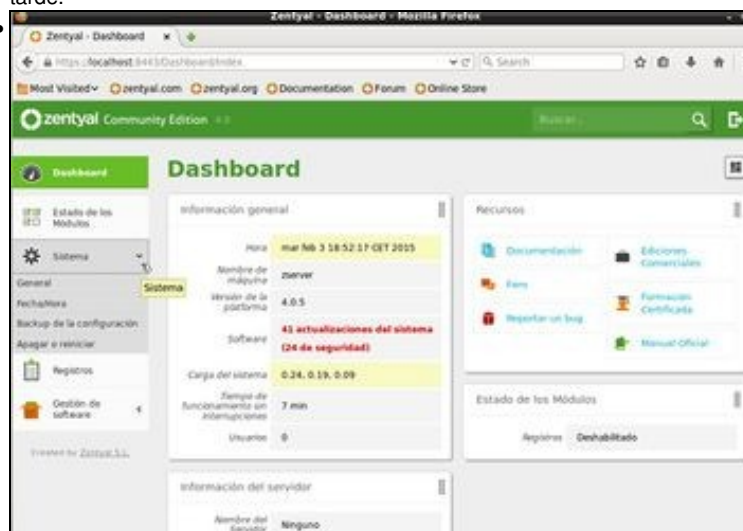 tarde.
Zentyal - Dashboard - Mozilla Firefox
Zentyal - Dashboard
https://localhost:8443/Dashboard/Index
Search
Most Visited
zentyal.com
zentyal.org
Documentation
Forum
Online Store
zentyal Community Edition
Buscar...
Dashboard
Dashboard
Estado de los Módulos
Sistema
Sistema
General
Fecha/Hora
Backup de la configuración
Apagar o reiniciar
Registros
Gestión de software
Created by Zentyal S.L.
Información general
Hora mar feb 3 18:52:17 CET 2015
Nombre de máquina zserver
Versión de la plataforma 4.0.5
Software 41 actualizaciones del sistema (24 de seguridad)
Carga del sistema 0.24, 0.19, 0.09
Tiempo de funcionamiento sin interrupciones 7 min
Usuarios 0
Información del servidor
Nombre del Servidor Ninguno
Recursos
Documentación
Ediciones Comerciales
Foro
Formación Certificada
Reportar un bug
Manual Oficial
Estado de los Módulos
Registros Deshabilitado